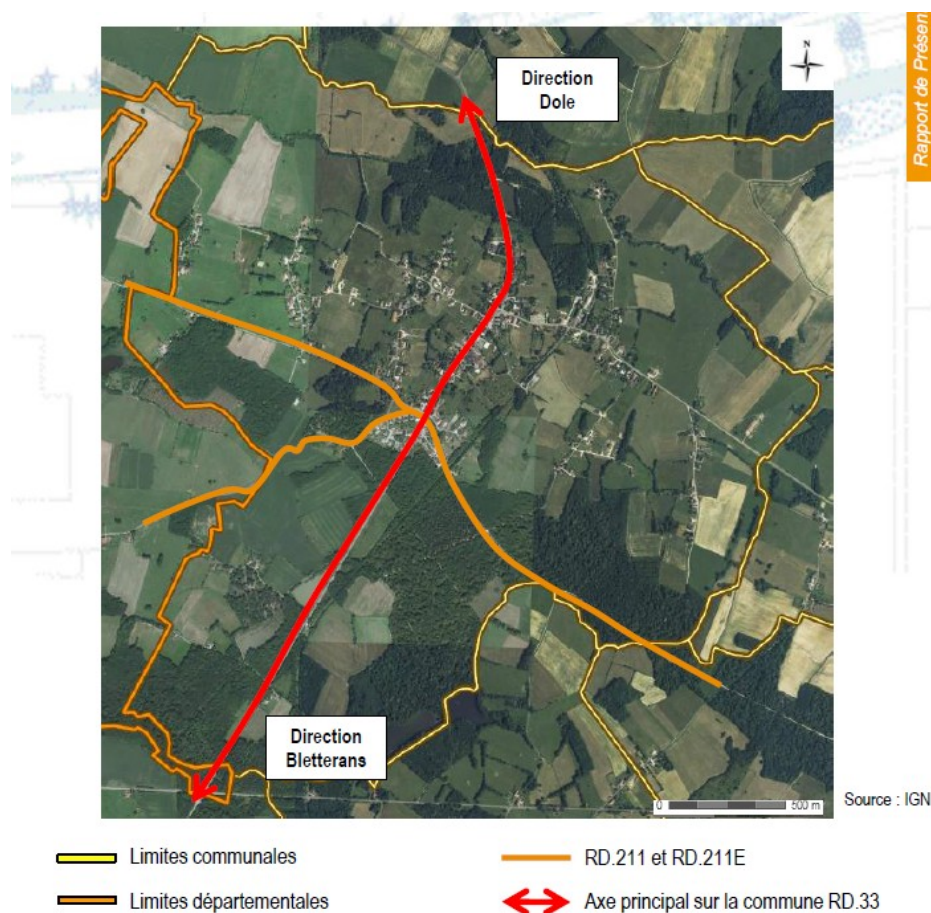 Rapport de Présen
N
Direction
Dole
Direction
Bletterans
0 500 m
Source : IGN
Limites communales
RD.211 et RD.211E
Limites départementales
Axe principal sur la commune RD.33